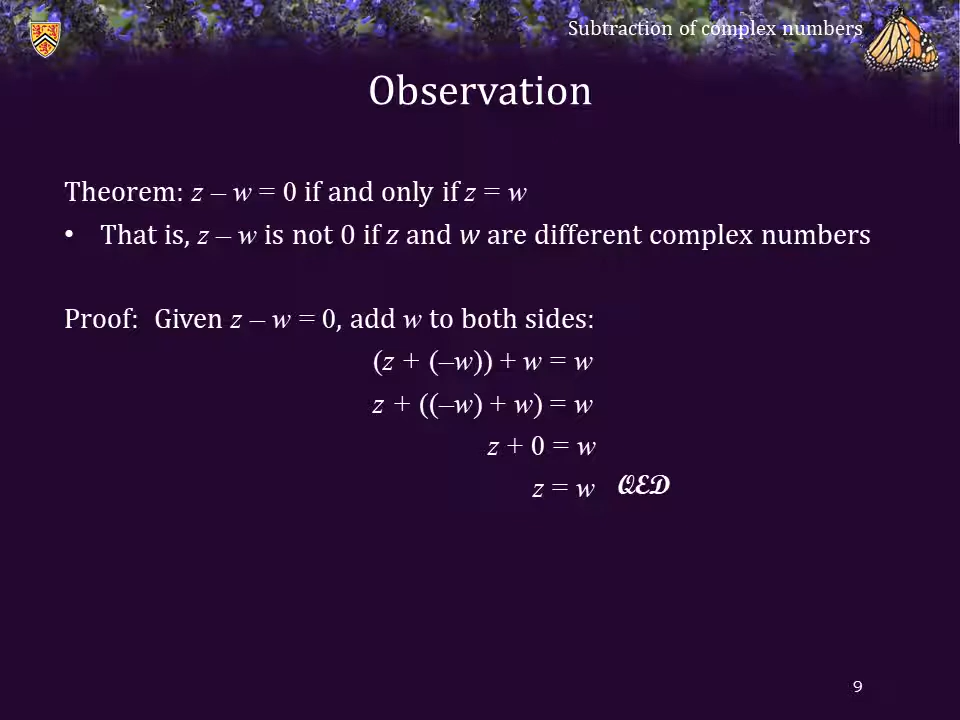 Subtraction of complex numbers
Observation
Theorem: z – w = 0 if and only if z = w
• That is, z – w is not 0 if z and w are different complex numbers
Proof: Given z – w = 0, add w to both sides:
(z + (–w)) + w = w
z + ((–w) + w) = w
z + 0 = w
z = w QED
9